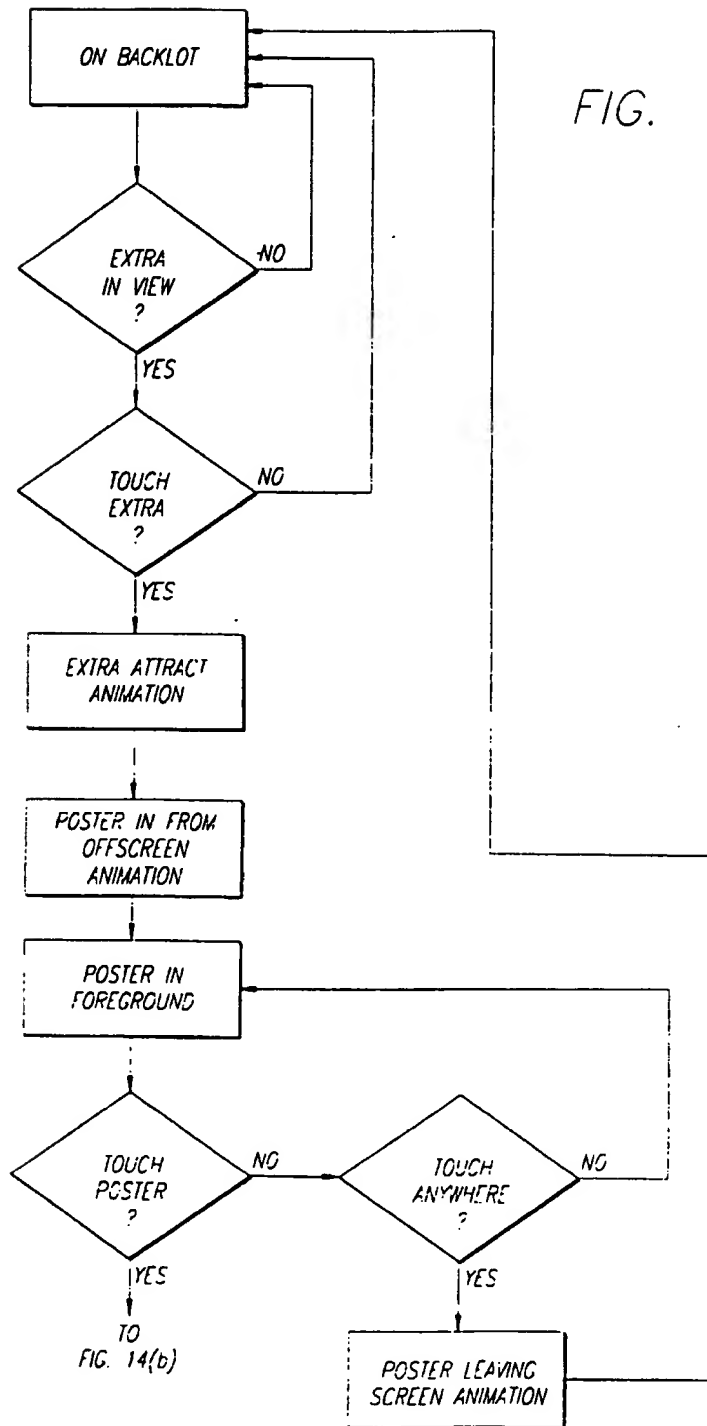 ON BACKLOT
FIG.
EXTRA
IN VIEW
?
NO
YES
TOUCH
EXTRA
?
NO
YES
EXTRA ATTRACT
ANIMATION
POSTER IN FROM
OFFSCREEN
ANIMATION
POSTER IN
FOREGROUND
TOUCH
POSTER
?
NO
TOUCH
ANYWHERE
?
NO
YES
TO
FIG. 14(b)
YES
POSTER LEAVING
SCREEN ANIMATION